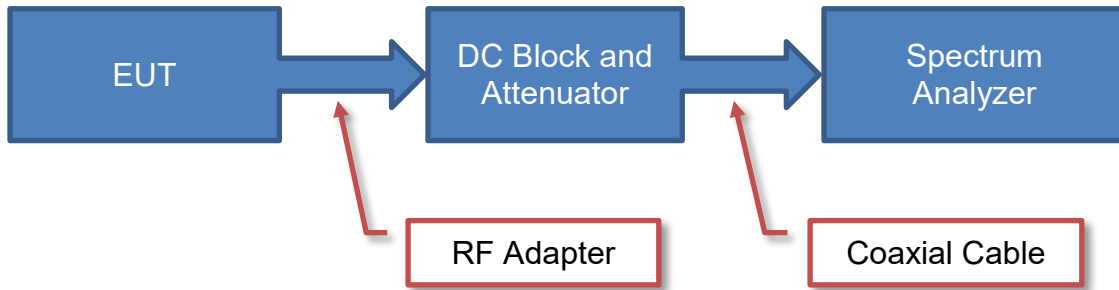 EUT
DC Block and
Attenuator
Spectrum
Analyzer
RF Adapter
Coaxial Cable